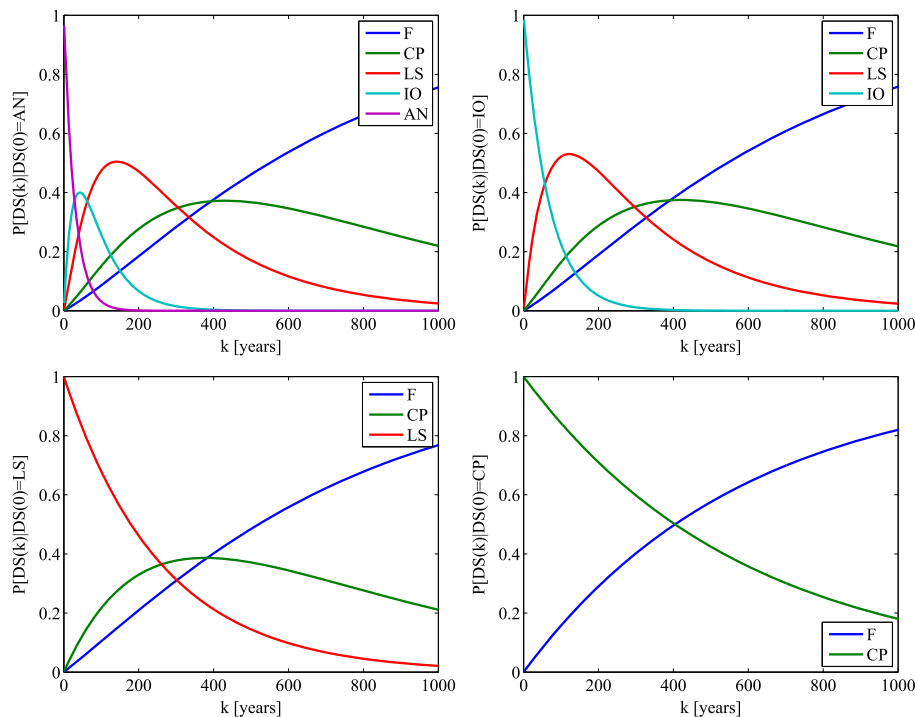 P[DS(k)|DS(0)=AN]
1
0.8
0.6
0.4
0.2
0
F
CP
LS
IO
AN
0 200 400 600 800 1000
k [years]
P[DS(k)|DS(0)=IO]
1
0.8
0.6
0.4
0.2
0
F
CP
LS
IO
0 200 400 600 800 1000
k [years]
P[DS(k)|DS(0)=LS]
1
0.8
0.6
0.4
0.2
0
F
CP
LS
0 200 400 600 800 1000
k [years]
P[DS(k)|DS(0)=CP]
1
0.8
0.6
0.4
0.2
0
F
CP
0 200 400 600 800 1000
k [years]